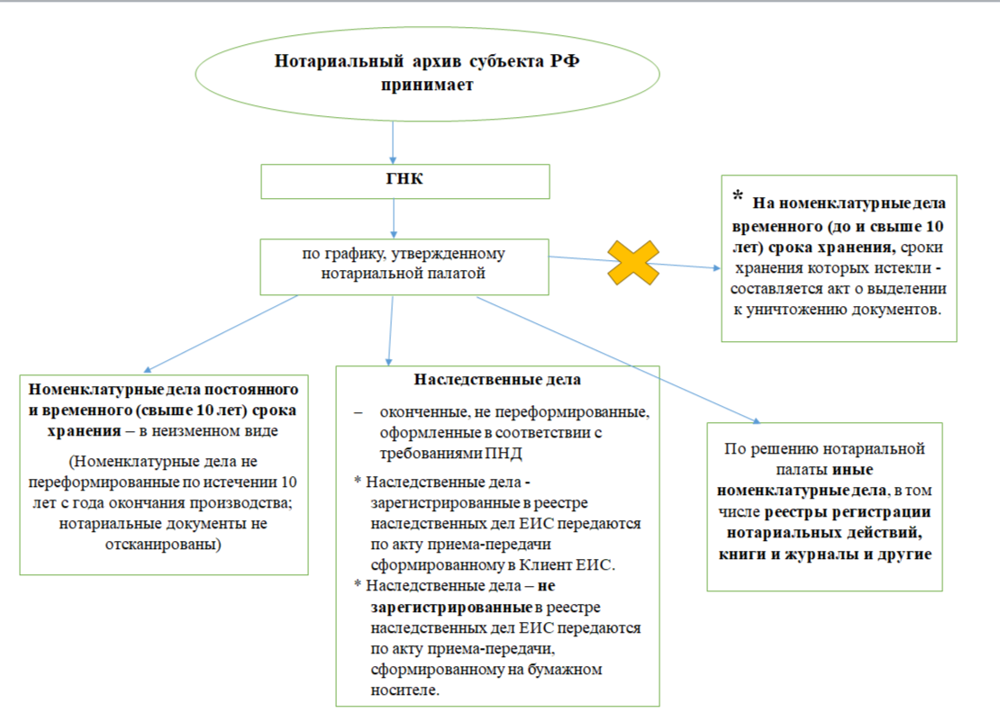 Нотариальный архив субъекта РФ
принимает
ГНК
по графику, утвержденному
нотариальной палатой
* На номенклатурные дела
временного (до и свыше 10
лет) срока хранения, сроки
хранения которых истекли -
составляется акт о выделении
к уничтожению документов.
Номенклатурные дела постоянного
и временного (свыше 10 лет) срока
хранения – в неизменном виде
(Номенклатурные дела не
переформированные по истечении 10
лет с года окончания производства;
нотариальные документы не
отсканированы)
Наследственные дела
– оконченные, не переформированные,
оформленные в соответствии с
требованиями ПНД
* Наследственные дела -
зарегистрированные в реестре
наследственных дел ЕИС передаются
по акту приема-передачи
сформированному в Клиент ЕИС.
* Наследственные дела – не
зарегистрированные в реестре
наследственных дел ЕИС передаются
по акту приема-передачи,
сформированному на бумажном
носителе.
По решению нотариальной
палаты иные
номенклатурные дела, в том
числе реестры регистрации
нотариальных действий,
книги и журналы и другие